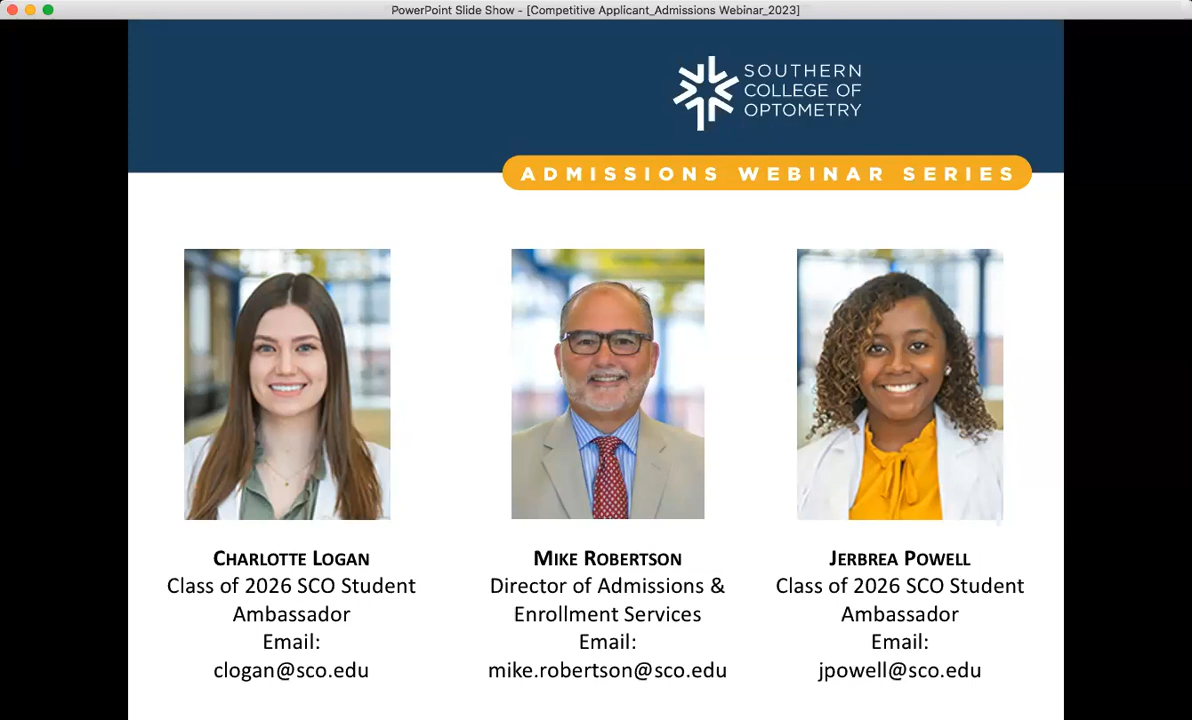 PowerPoint Slide Show - [Competitive Applicant_Admissions Webinar_2023]
SOUTHERN
COLLEGE OF
OPTOMETRY
ADMISSIONS WEBINAR SERIES
CHARLOTTE LOGAN
Class of 2026 SCO Student
Ambassador
Email:
clogan@sco.edu
MIKE ROBERTSON
Director of Admissions &
Enrollment Services
Email:
mike.robertson@sco.edu
JERBREA POWELL
Class of 2026 SCO Student
Ambassador
Email:
jpowell@sco.edu